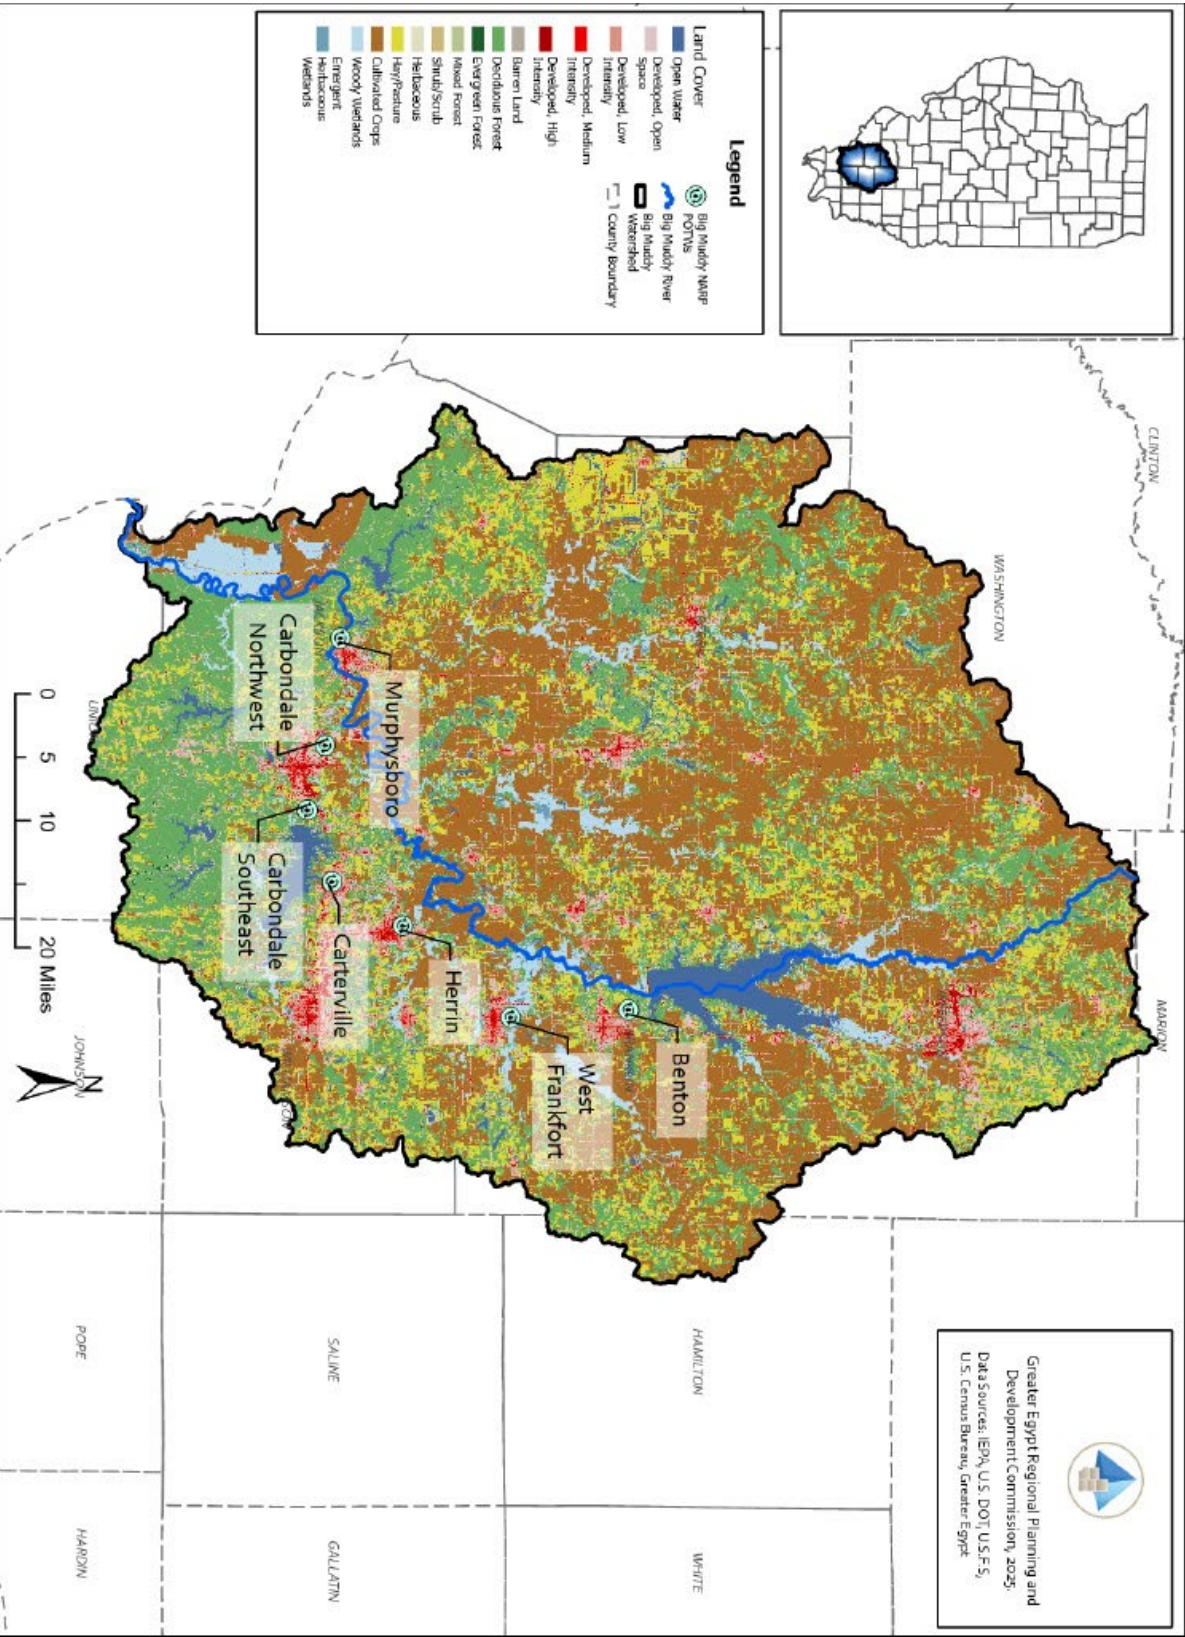 Legend
Land Cover
Open Water
Developed, Open
Space
Developed, Low
Intensity
Developed, Medium
Intensity
Developed, High
Intensity
Barren Land
Deciduous Forest
Evergreen Forest
Mixed Forest
Shrub/Scrub
Herbaceous
Hay/Pasture
Cultivated Crops
Woody Wetlands
Emergent
Herbaceous
Wetlands
Big Muddy NARP
POTWs
Big Muddy River
Big Muddy
Watershed
County Boundary
CLINTON
WASHINGTON
MARION
Murphysboro
Carbondale
Northwest
Carbondale
Southeast
Carterville
Herrin
West
Frankfort
Benton
HAMILTON
WHITE
SALINE
GALLATIN
JOHNSON
POPE
HARDIN
0 5 10 20 Miles
N
Greater Egypt Regional Planning and
Development Commission, 2025.
Data Sources: IEPA, U.S. DOT, U.S.F.S,
U.S. Census Bureau, Greater Egypt